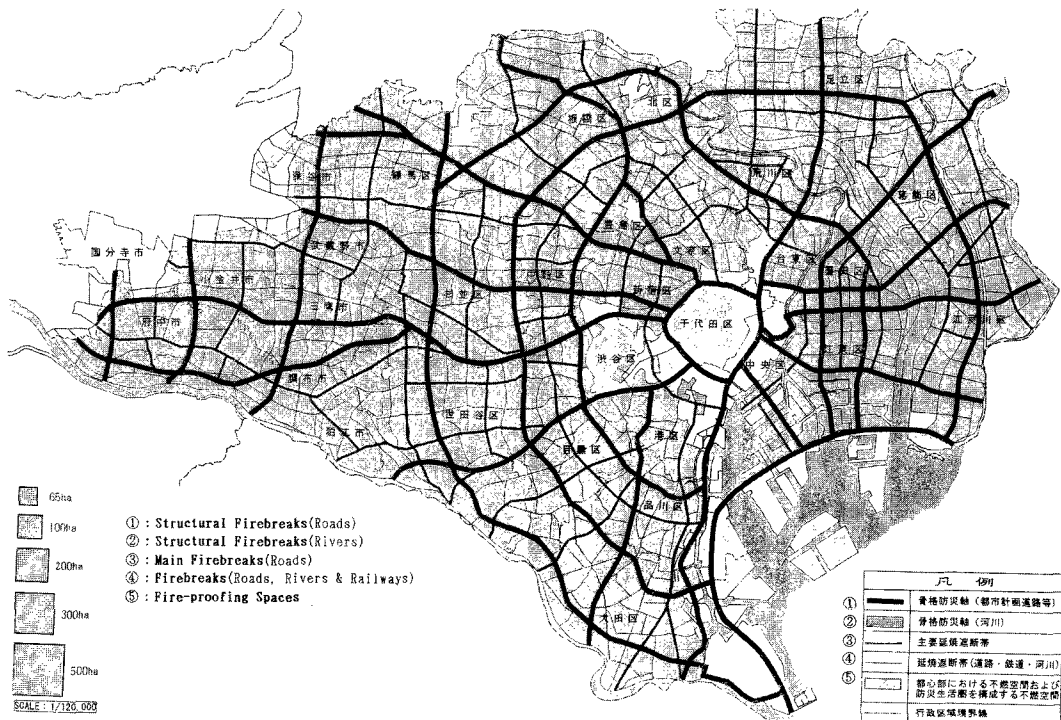 足立区
北区
板橋区
荒川区
保谷市
練馬区
葛飾区
豊島区
文京区
国分寺市
武蔵野市
台東区
墨田区
小金井市
中野区
新宿区
杉並区
三鷹市
府中市
千代田区
江戸川区
渋谷区
江東区
中央区
調布市
世田谷区
狛江市
港区
目黒区
品川区
大田区
65ha
100ha
200ha
300ha
500ha
SCALE : 1/120,000
① : Structural Firebreaks(Roads)
② : Structural Firebreaks(Rivers)
③ : Main Firebreaks(Roads)
④ : Firebreaks(Roads, Rivers & Railways)
⑤ : Fire-proofing Spaces
凡例
① 骨格防災軸（都市計画道路等）
② 骨格防災軸（河川）
③ 主要延焼遮断帯
④ 延焼遮断帯（道路・鉄道・河川）
⑤ 都心部における不燃空間および
防災生活圏を構成する不燃空間
行政区域境界線